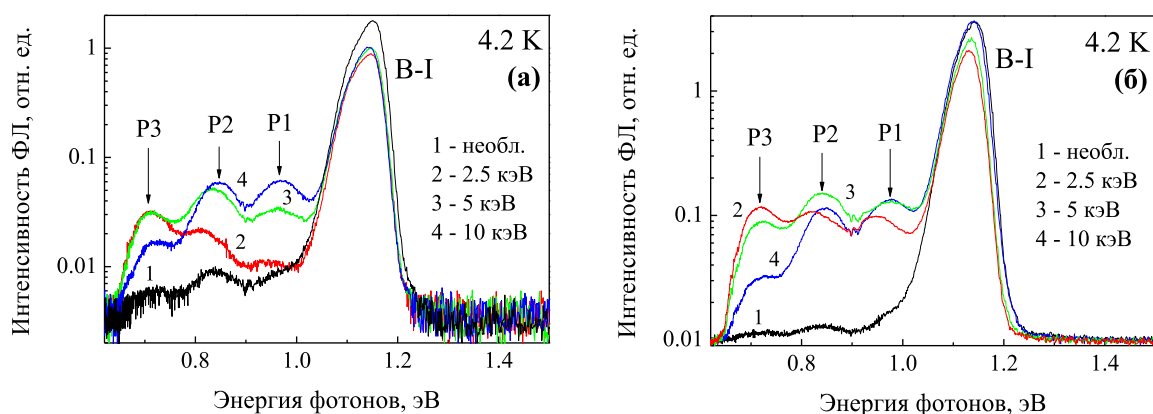 4.2 K
(а)
B-I
P3
P2
P1
1 - необл.
2 - 2.5 кэВ
3 - 5 кэВ
4 - 10 кэВ
4
3
2
1
1
0.1
0.01
0.8
1.0
1.2
1.4
Интенсивность ФЛ, отн. ед.
Энергия фотонов, эВ
4.2 K
(б)
B-I
P3
P2
P1
1 - необл.
2 - 2.5 кэВ
3 - 5 кэВ
4 - 10 кэВ
3
2
4
1
1
0.1
0.01
0.8
1.0
1.2
1.4
Интенсивность ФЛ, отн. ед.
Энергия фотонов, эВ